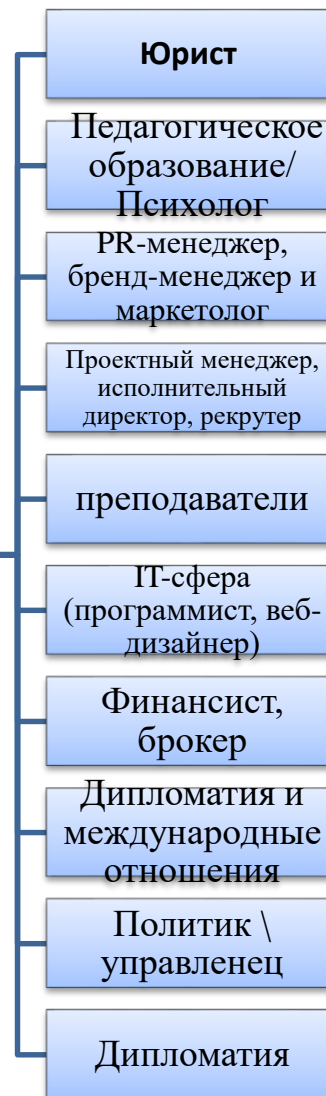 Юрист
Педагогическое
образование/
Психолог
PR-менеджер,
бренд-менеджер и
маркетолог
Проектный менеджер,
исполнительный
директор, рекрутер
преподаватели
IT-сфера
(программист, веб-
дизайнер)
Финансист,
брокер
Дипломатия и
международные
отношения
Политик \
управленец
Дипломатия